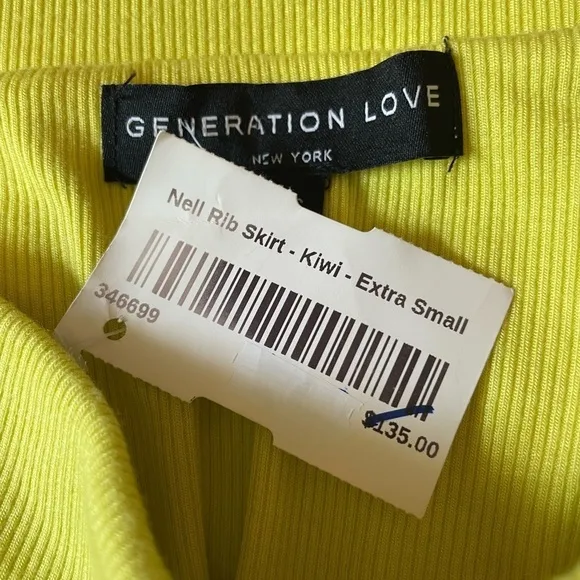 GENERATION LOVE
NEW YORK
Nell Rib Skirt - Kiwi - Extra Small
346699
$135.00